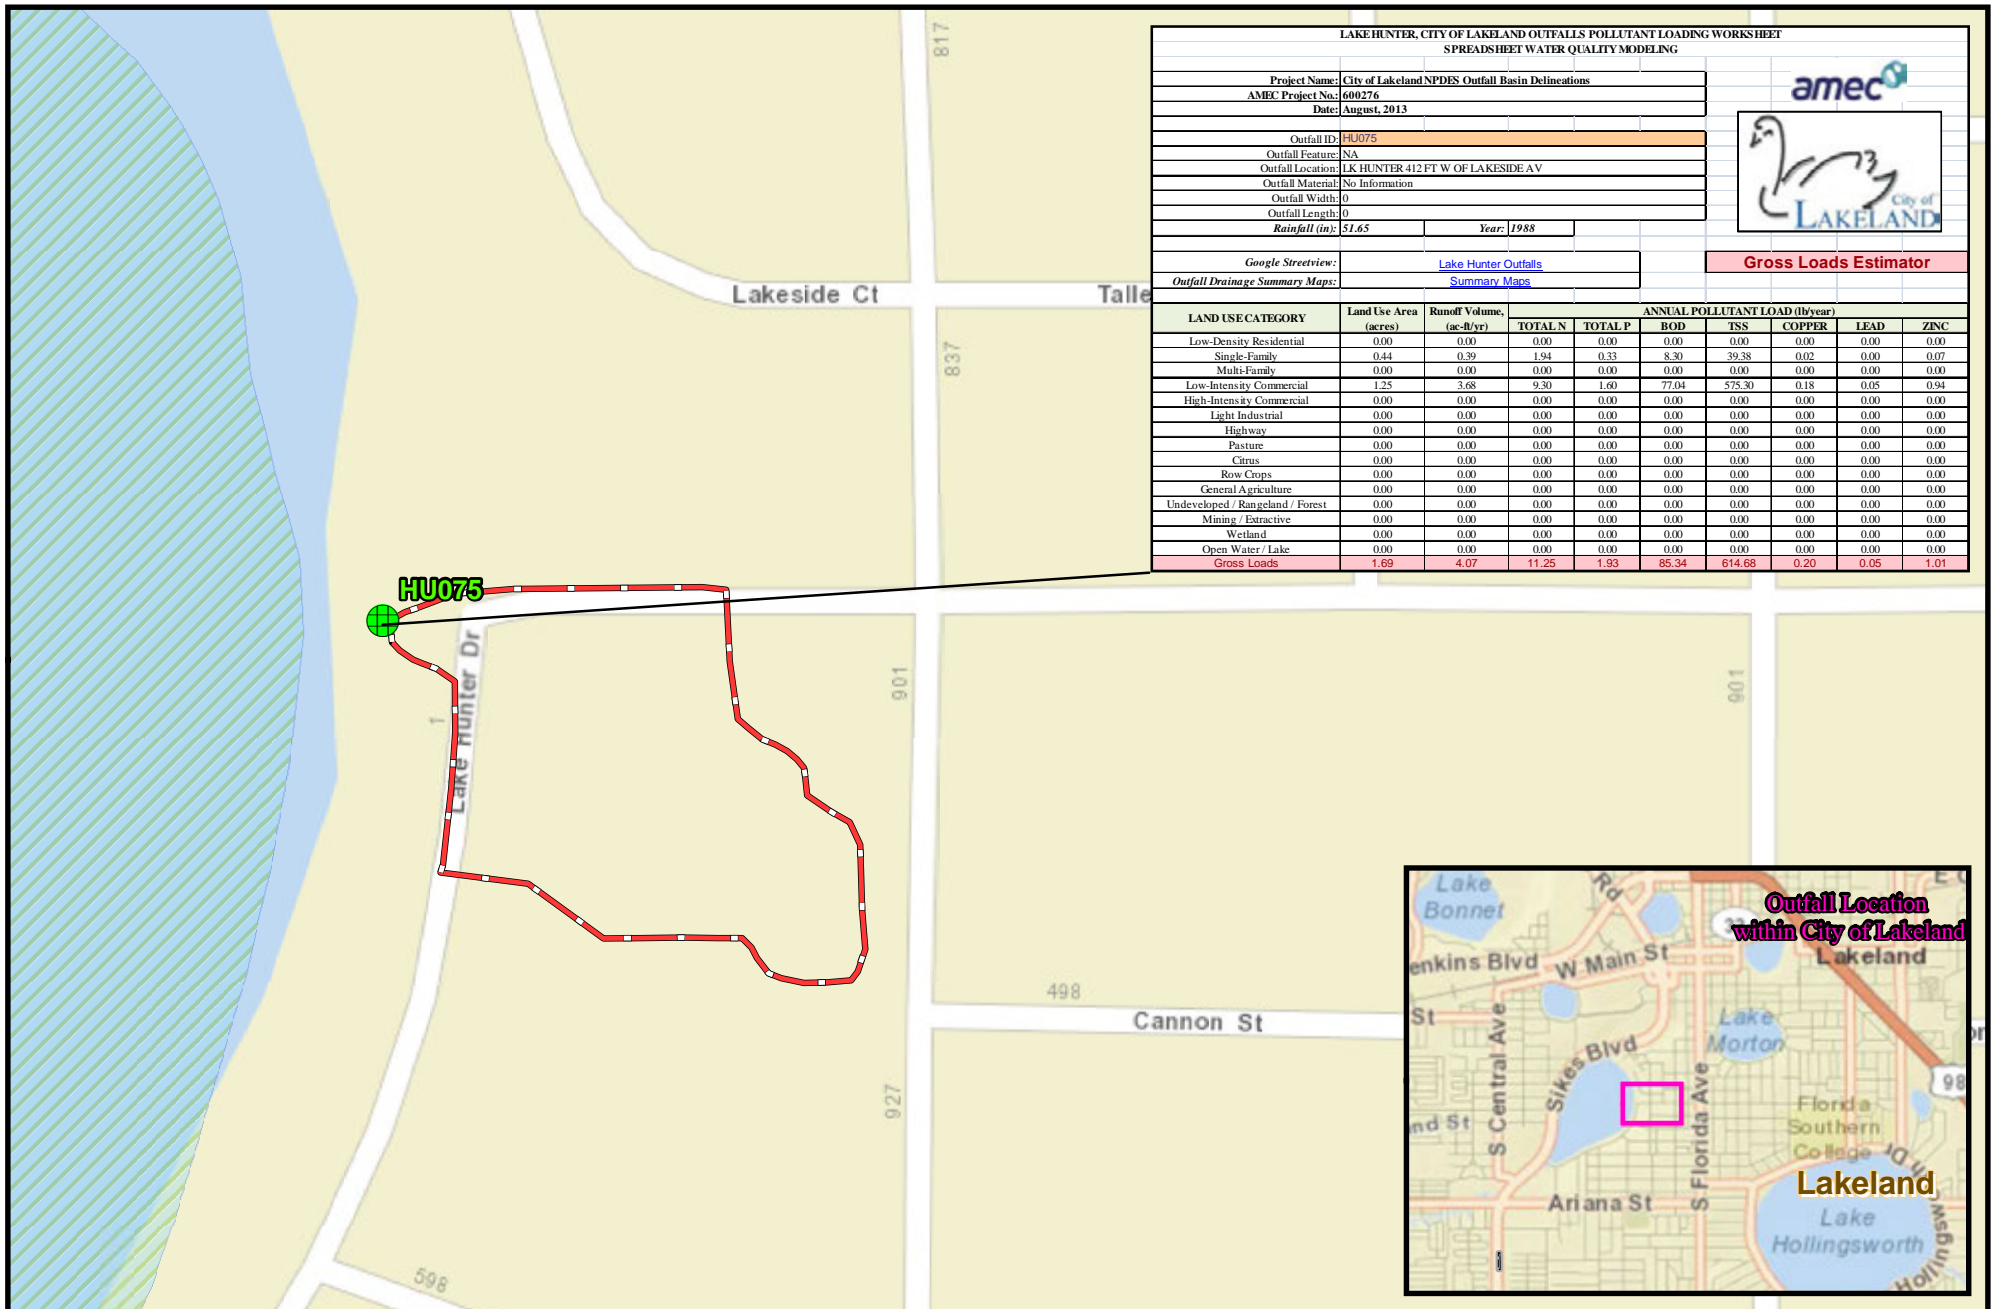 LAKE HUNTER, CITY OF LAKELAND OUTFALLS POLLUTANT LOADING WORKSHEET
SPREADSHEET WATER QUALITY MODELING
Project Name: City of Lakeland NPDES Outfall Basin Delineations
AMEC Project No.: 600276
Date: August, 2013
amec
Outfall ID: HU075
Outfall Feature: NA
Outfall Location: LK HUNTER 412 FT W OF LAKESIDE AV
Outfall Material: No Information
Outfall Width: 0
Outfall Length: 0
Rainfall (in): 51.65 Year: 1988
City of
LAKELAND
Google Streetview: Lake Hunter Outfalls
Outfall Drainage Summary Maps: Summary Maps
Gross Loads Estimator
LAND USE CATEGORY Land Use Area (acres) Runoff Volume, (ac-ft/yr) ANNUAL POLLUTANT LOAD (lb/year)
TOTAL N TOTAL P BOD TSS COPPER LEAD ZINC
Low-Density Residential 0.00 0.00 0.00 0.00 0.00 0.00 0.00 0.00 0.00
Single-Family 0.44 0.39 1.94 0.33 8.30 39.38 0.02 0.00 0.07
Multi-Family 0.00 0.00 0.00 0.00 0.00 0.00 0.00 0.00 0.00
Low-Intensity Commercial 1.25 3.68 9.30 1.60 77.04 575.30 0.18 0.05 0.94
High-Intensity Commercial 0.00 0.00 0.00 0.00 0.00 0.00 0.00 0.00 0.00
Light Industrial 0.00 0.00 0.00 0.00 0.00 0.00 0.00 0.00 0.00
Highway 0.00 0.00 0.00 0.00 0.00 0.00 0.00 0.00 0.00
Pasture 0.00 0.00 0.00 0.00 0.00 0.00 0.00 0.00 0.00
Citrus 0.00 0.00 0.00 0.00 0.00 0.00 0.00 0.00 0.00
Row Crops 0.00 0.00 0.00 0.00 0.00 0.00 0.00 0.00 0.00
General Agriculture 0.00 0.00 0.00 0.00 0.00 0.00 0.00 0.00 0.00
Undeveloped / Rangeland / Forest 0.00 0.00 0.00 0.00 0.00 0.00 0.00 0.00 0.00
Mining / Extractive 0.00 0.00 0.00 0.00 0.00 0.00 0.00 0.00 0.00
Wetland 0.00 0.00 0.00 0.00 0.00 0.00 0.00 0.00 0.00
Open Water / Lake 0.00 0.00 0.00 0.00 0.00 0.00 0.00 0.00 0.00
Gross Loads 1.69 4.07 11.25 1.93 85.34 614.68 0.20 0.05 1.01
817
Lakeside Ct
Talle
837
HU075
Lake Hunter Dr
1
901
901
498
Cannon St
927
598
Outfall Location
within City of Lakeland
Lake
Bonnet
Rd
Lakeland
enkins Blvd
W Main St
St
S Central Ave
Sikes Blvd
Lake
Morton
98
nd St
S Florida Ave
Florida
Southern
College
Lakeland
Ariana St
Lake
Hollingsworth